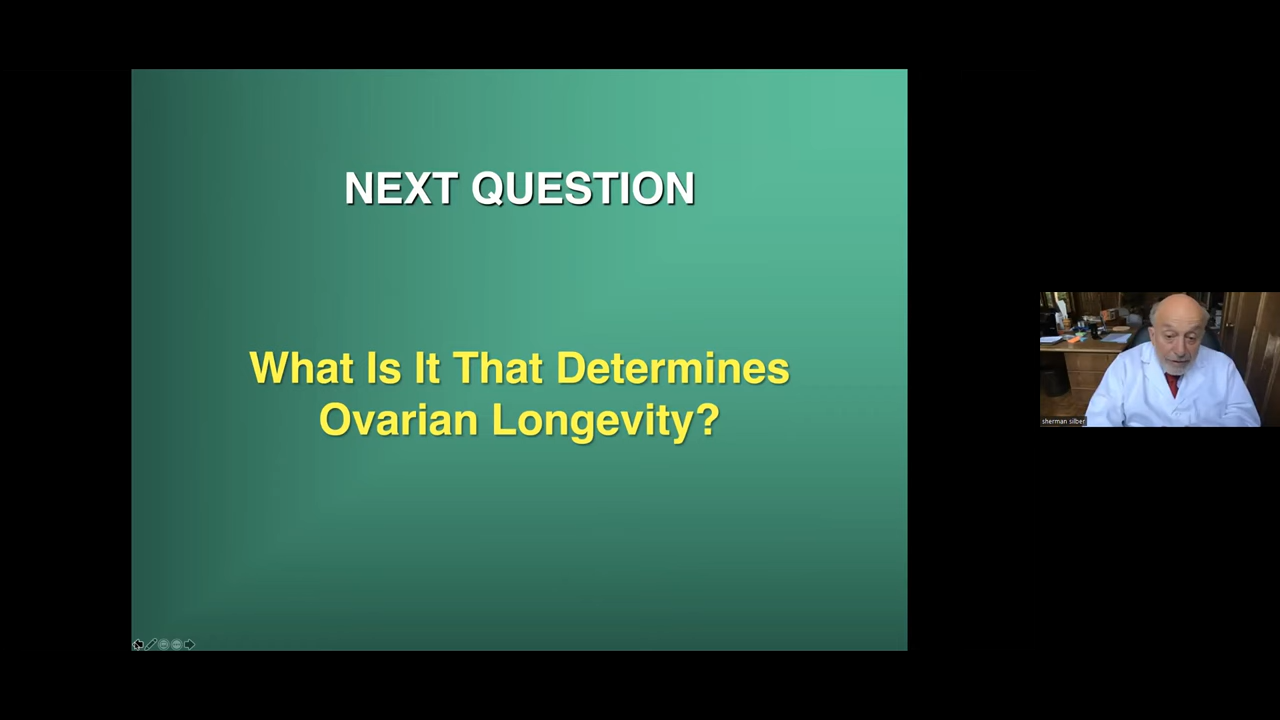 NEXT QUESTION
What Is It That Determines
Ovarian Longevity?
sherman silber